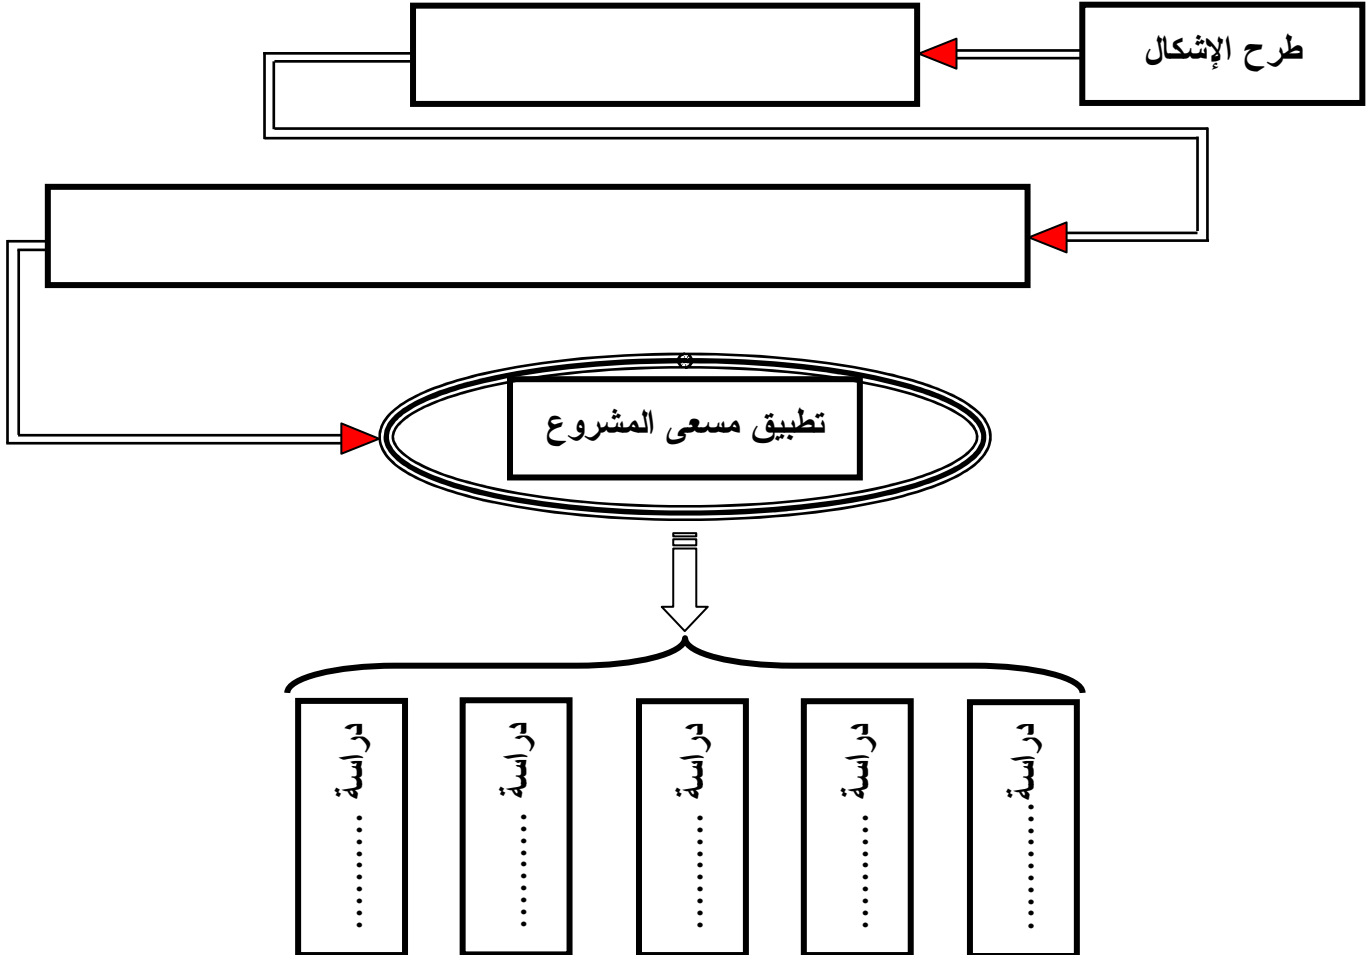 طرح الإشكال
تطبيق مسعى المشروع
دراسة ..........
دراسة ..........
دراسة ..........
دراسة ..........
دراسة...........